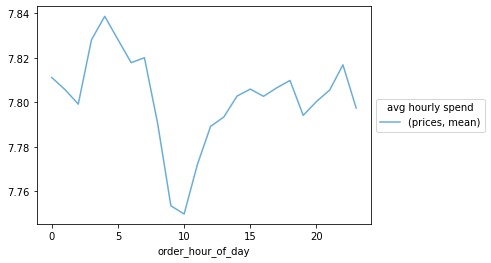 7.84
7.82
7.80
7.78
7.76
0 5 10 15 20
order_hour_of_day
avg hourly spend
(prices, mean)